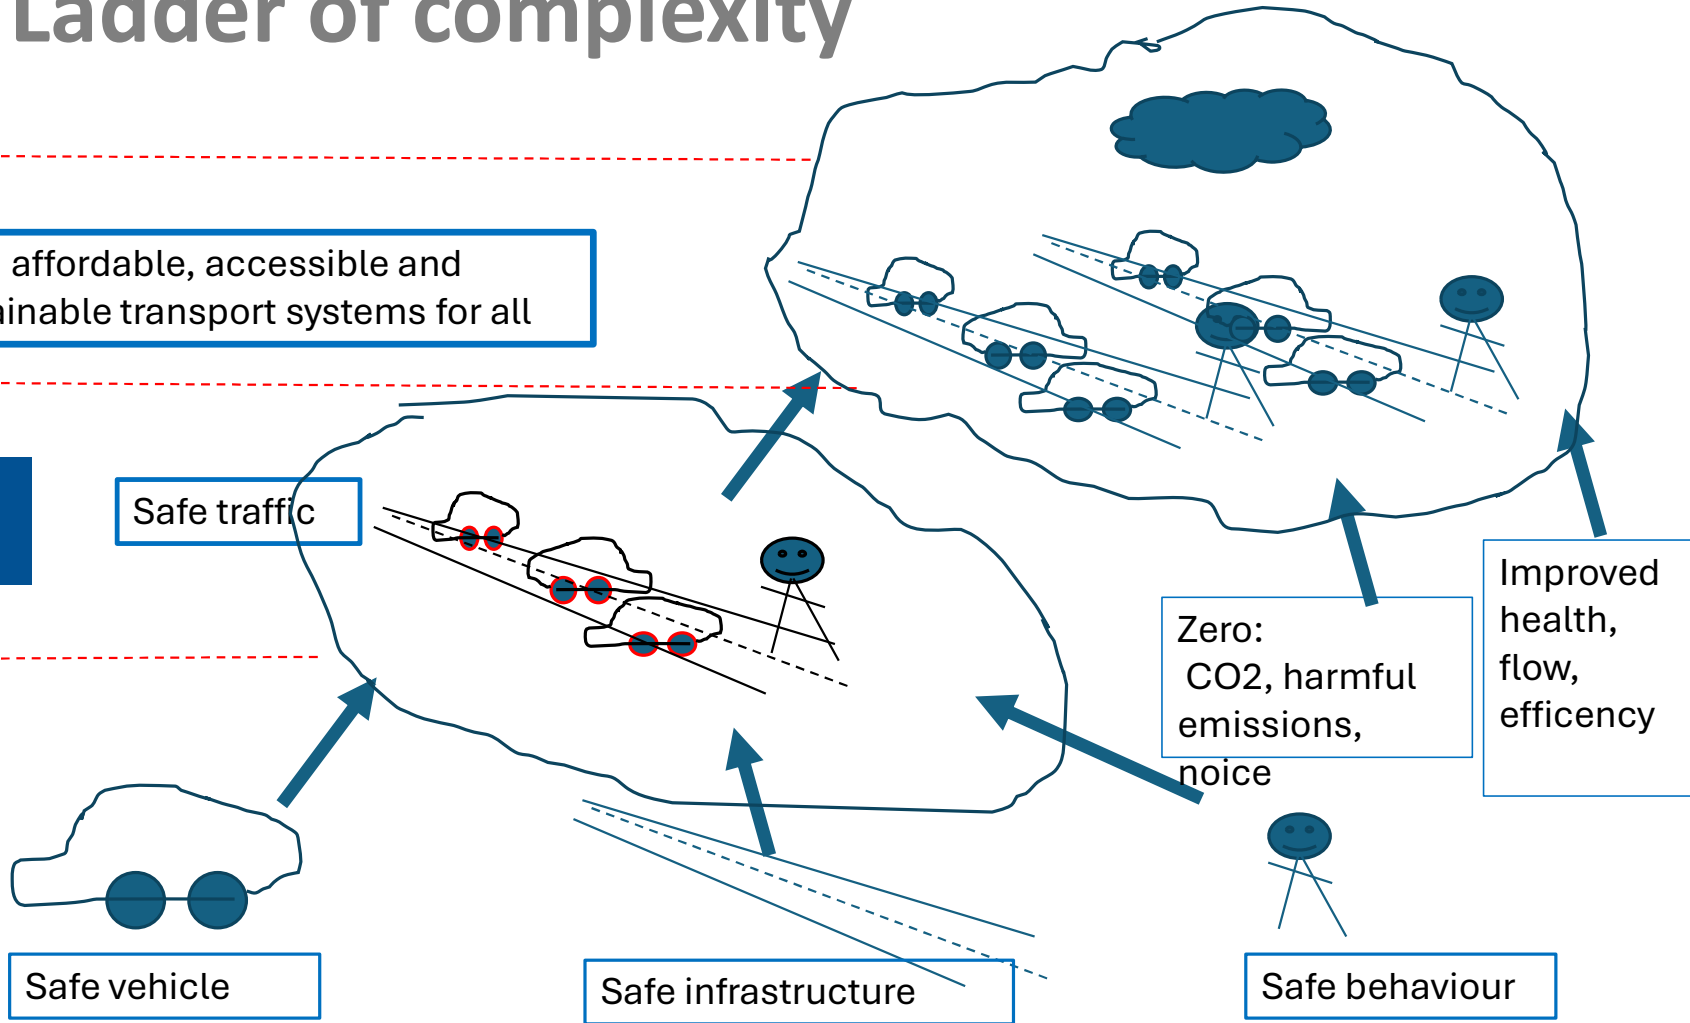 Ladder of complexity
affordable, accessible and
ainable transport systems for all
Safe traffic
Improved
health,
flow,
efficency
Zero:
CO2, harmful
emissions,
noice
Safe vehicle
Safe infrastructure
Safe behaviour